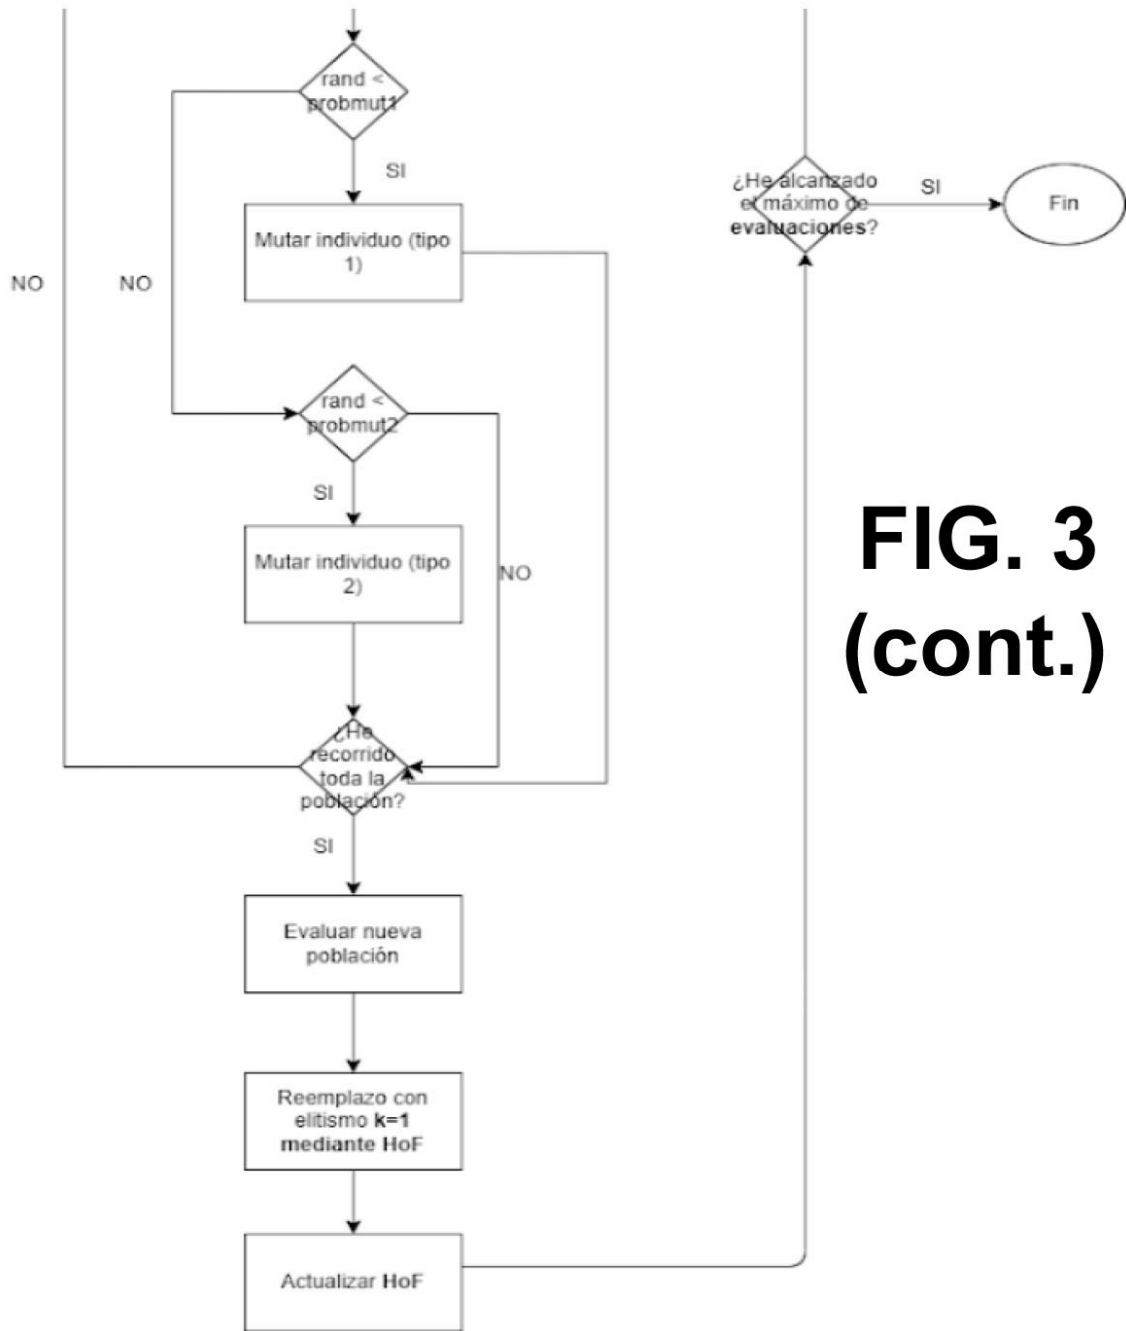 rand <
probmut1
SI
Mutar individuo (tipo
1)
NO
NO
rand <
probmut2
SI
Mutar individuo (tipo
2)
NO
¿He
recorrido
toda la
población?
SI
Evaluar nueva
población
Reemplazo con
elitismo k=1
mediante HoF
Actualizar HoF
¿He alcanzado
el máximo de
evaluaciones?
SI
Fin
FIG. 3
(cont.)